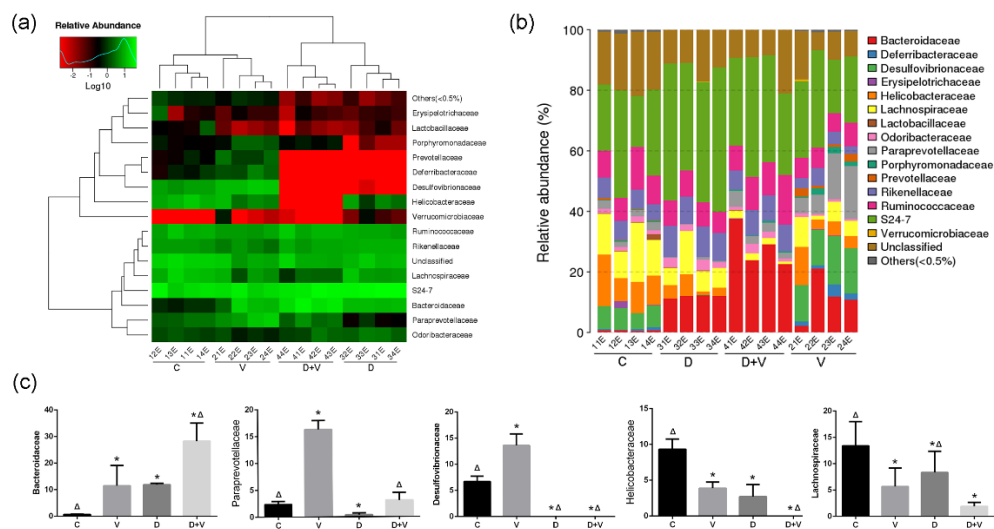 (a)
Relative Abundance
-2 -1 0 1
Log10
Others(<0.5%)
Erysipelotrichaceae
Lactobacillaceae
Porphyromonadaceae
Prevotellaceae
Deferribacteraceae
Desulfovibrionaceae
Helicobacteraceae
Verrucomicrobiaceae
Ruminococcaceae
Rikenellaceae
Unclassified
Lachnospiraceae
S24-7
Bacteroidaceae
Paraprevotellaceae
Odoribacteraceae
12E 13E 11E 14E 21E 22E 23E 24E 44E 41E 42E 43E 32E 33E 31E 34E
C V D+V D
(b)
Relative abundance (%)
100
80
60
40
20
0
11E 12E 13E 14E 31E 32E 33E 34E 41E 42E 43E 44E 21E 22E 23E 24E
C D D+V V
Bacteroidaceae
Deferribacteraceae
Desulfovibrionaceae
Erysipelotrichaceae
Helicobacteraceae
Lachnospiraceae
Lactobacillaceae
Odoribacteraceae
Paraprevotellaceae
Porphyromonadaceae
Prevotellaceae
Rikenellaceae
Ruminococcaceae
S24-7
Verrucomicrobiaceae
Unclassified
Others(<0.5%)
(c)
Bacteroidaceae
40
30
20
10
0
Δ * * *Δ
C V D D+V
Paraprevotellaceae
20
15
10
5
0
Δ * * Δ
C V D D+V
Desulfovibrionaceae
20
15
10
5
0
Δ * *Δ *Δ
C V D D+V
Helicobacteraceae
15
10
5
0
Δ * * *Δ
C V D D+V
Lachnospiraceae
20
15
10
5
0
Δ * *Δ *
C V D D+V